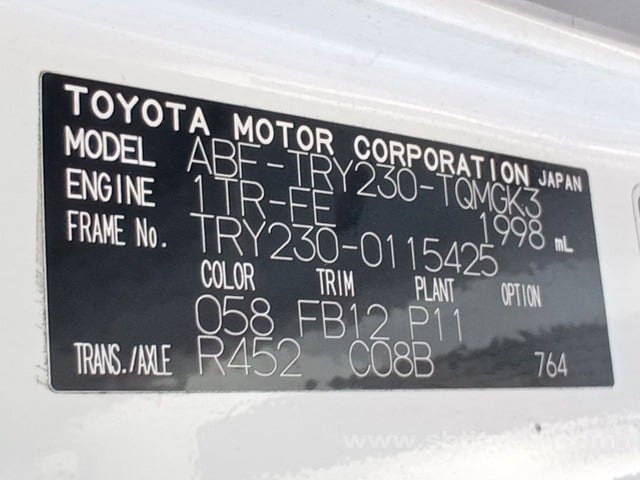 TOYOTA MOTOR CORPORATION JAPAN
MODEL ABF-TRY230-TQMGK3
ENGINE 1TR-FE 1998 mL
FRAME No. TRY230-0115425
COLOR TRIM PLANT OPTION
058 FB12 P11
TRANS./AXLE R452 C08B 764